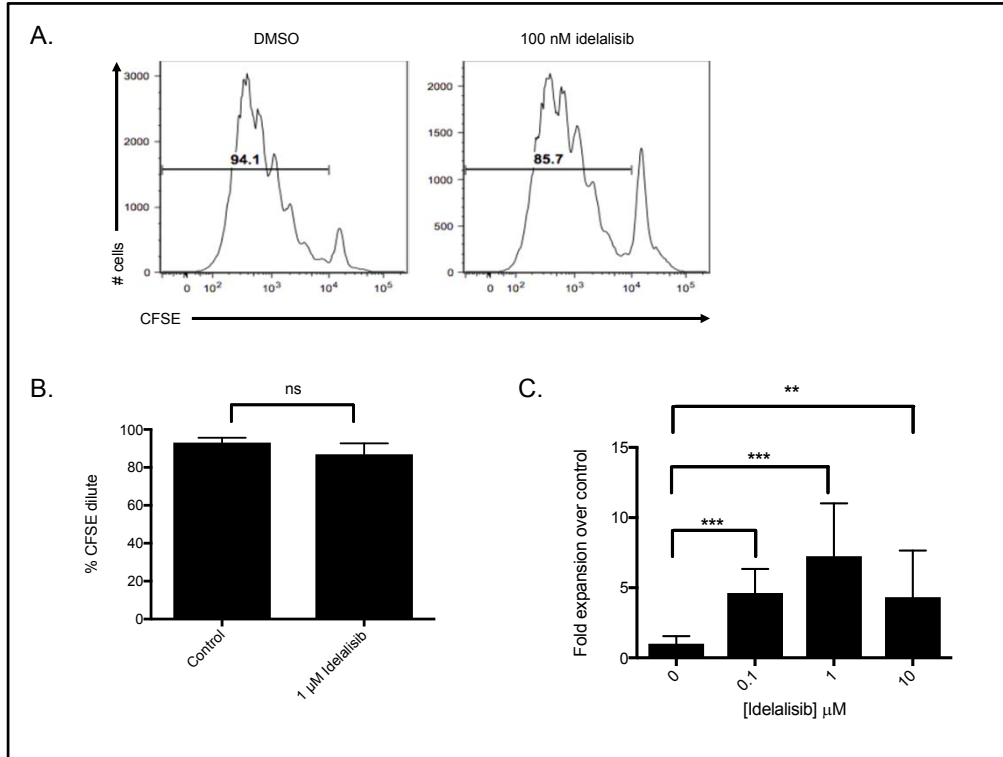 A.
DMSO
100 nm idelalisib
3000
2000
1000
0
94.1
0 10² 10³ 10⁴ 10⁵
2000
1500
1000
500
0
85.7
0 10² 10³ 10⁴ 10⁵
# cells
CFSE
B.
ns
100
80
60
40
20
0
% CFSE dilute
Control
1 µM Idelalisib
C.
**
***
***
15
10
5
0
Fold expansion over control
0 0.1 1 10
[Idelalisib] µM